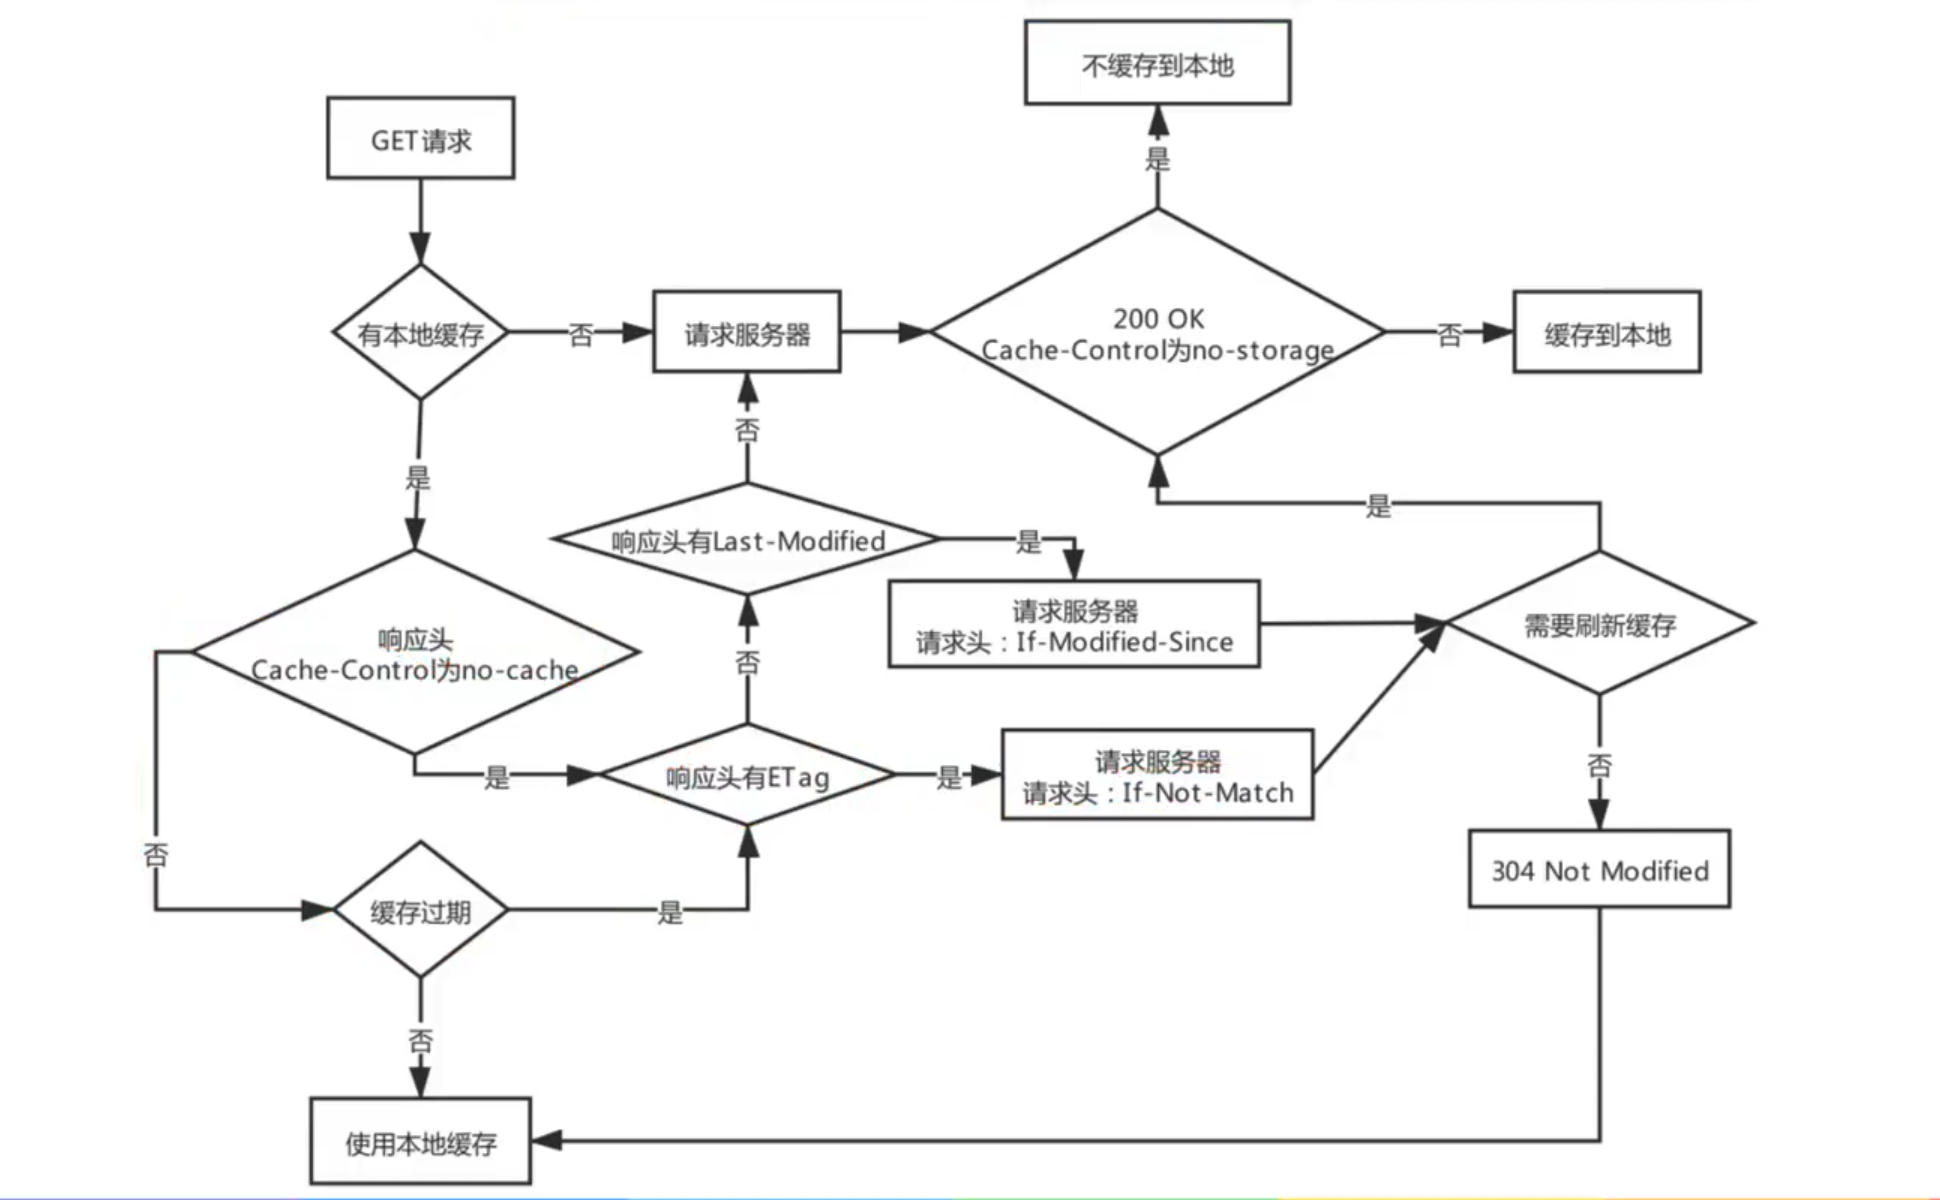 不缓存到本地
GET请求
是
有本地缓存
否
请求服务器
200 OK
Cache-Control为no-storage
否
缓存到本地
否
是
是
响应头有Last-Modified
是
请求服务器
请求头：If-Modified-Since
需要刷新缓存
响应头
Cache-Control为no-cache
否
是
响应头有ETag
是
请求服务器
请求头：If-Not-Match
否
否
缓存过期
是
304 Not Modified
否
使用本地缓存